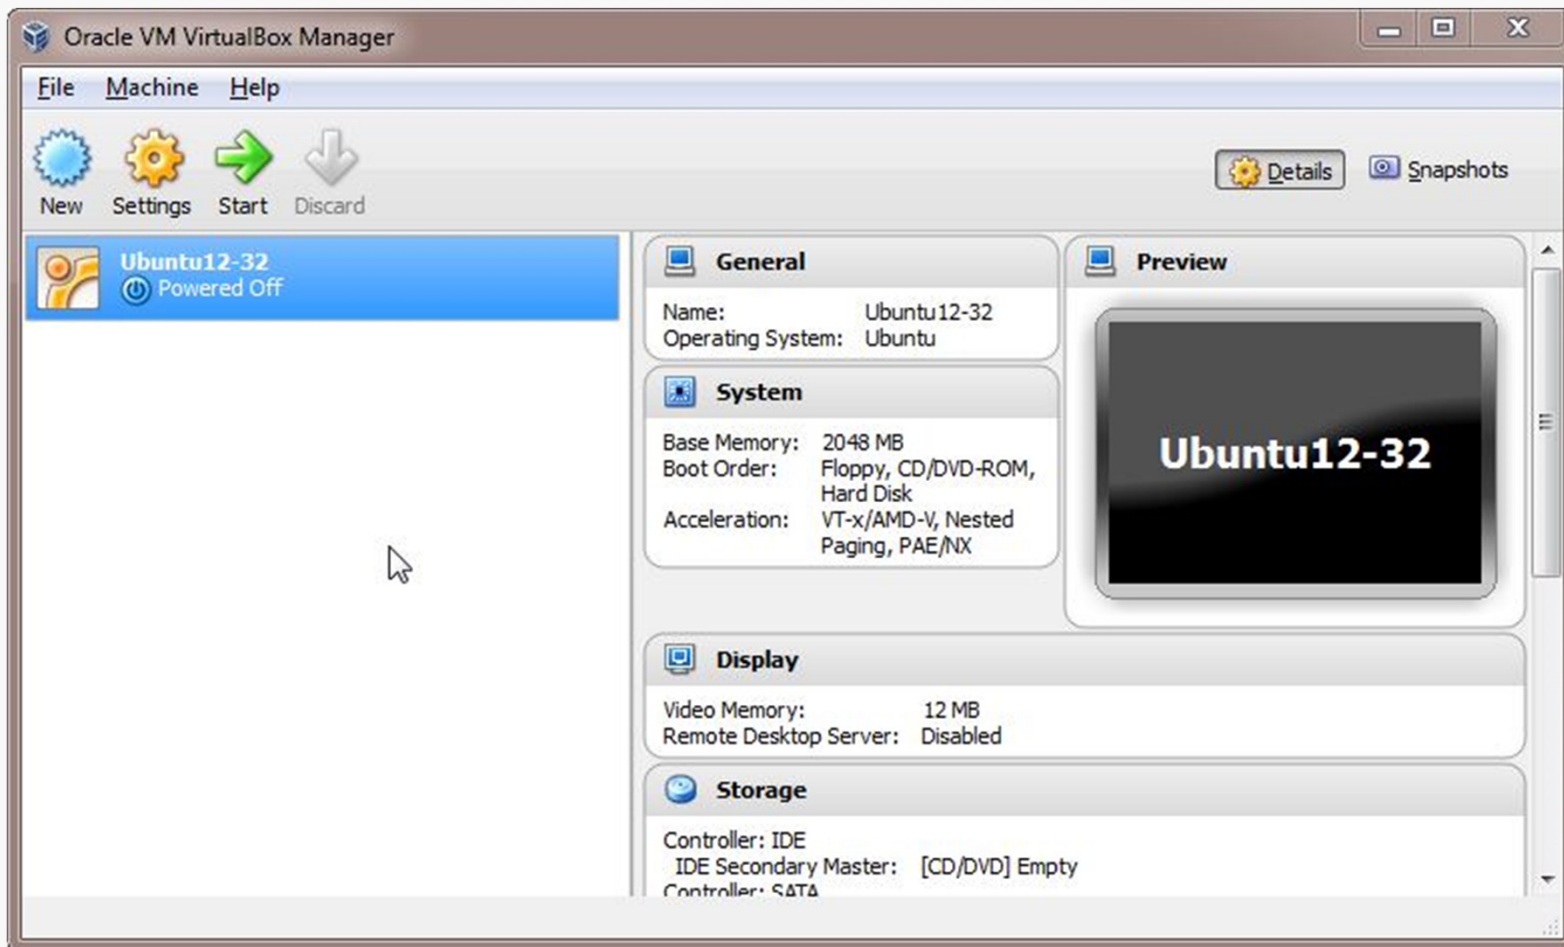 Oracle VM VirtualBox Manager
File Machine Help
New Settings Start Discard
Details Snapshots
Ubuntu12-32
Powered Off
General
Name: Ubuntu12-32
Operating System: Ubuntu
System
Base Memory: 2048 MB
Boot Order: Floppy, CD/DVD-ROM,
Hard Disk
Acceleration: VT-x/AMD-V, Nested
Paging, PAE/NX
Preview
Ubuntu12-32
Display
Video Memory: 12 MB
Remote Desktop Server: Disabled
Storage
Controller: IDE
IDE Secondary Master: [CD/DVD] Empty
Controller: SATA